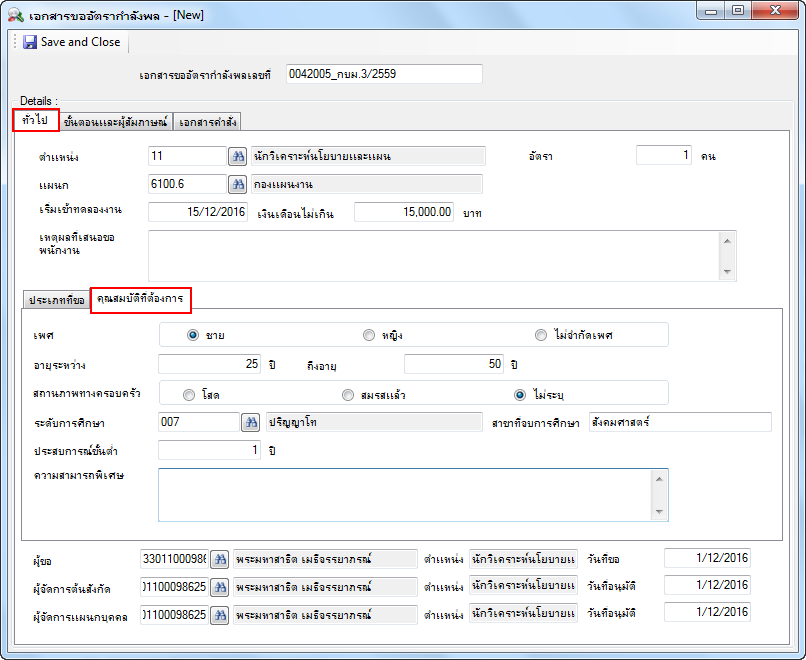 เอกสารขออัตรากำลังพล - [New]
Save and Close
เอกสารขออัตรากำลังพลเลขที่ 0042005_กบม.3/2559
Details :
ทั่วไป ขั้นตอนและผู้สัมภาษณ์ เอกสารคำสั่ง
ตำแหน่ง 11 นักวิเคราะห์นโยบายและแผน อัตรา 1 คน
แผนก 6100.6 กองแผนงาน
เริ่มเข้าทดลองงาน 15/12/2016 เงินเดือนไม่เกิน 15,000.00 บาท
เหตุผลที่เสนอขอ
พนักงาน
ประเภทที่ขอ คุณสมบัติที่ต้องการ
เพศ ชาย หญิง ไม่จำกัดเพศ
อายุระหว่าง 25 ปี ถึงอายุ 50 ปี
สถานภาพทางครอบครัว โสด สมรสแล้ว ไม่ระบุ
ระดับการศึกษา 007 ปริญญาโท สาขาที่จบการศึกษา สังคมศาสตร์
ประสบการณ์ขั้นต่ำ 1 ปี
ความสามารถพิเศษ
ผู้ขอ 33011000986 พระมหาสาธิต เมธีจรรยาภรณ์ ตำแหน่ง นักวิเคราะห์นโยบายแ วันที่ขอ 1/12/2016
ผู้จัดการต้นสังกัด 01100098625 พระมหาสาธิต เมธีจรรยาภรณ์ ตำแหน่ง นักวิเคราะห์นโยบายแ วันที่อนุมัติ 1/12/2016
ผู้จัดการแผนกบุคคล 01100098625 พระมหาสาธิต เมธีจรรยาภรณ์ ตำแหน่ง นักวิเคราะห์นโยบายแ วันที่อนุมัติ 1/12/2016